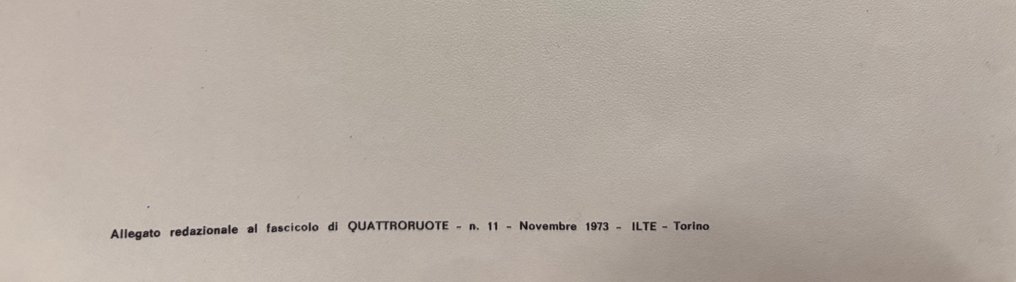 Allegato redazionale al fascicolo di QUATTRORUOTE - n. 11 - Novembre 1973 - ILTE - Torino